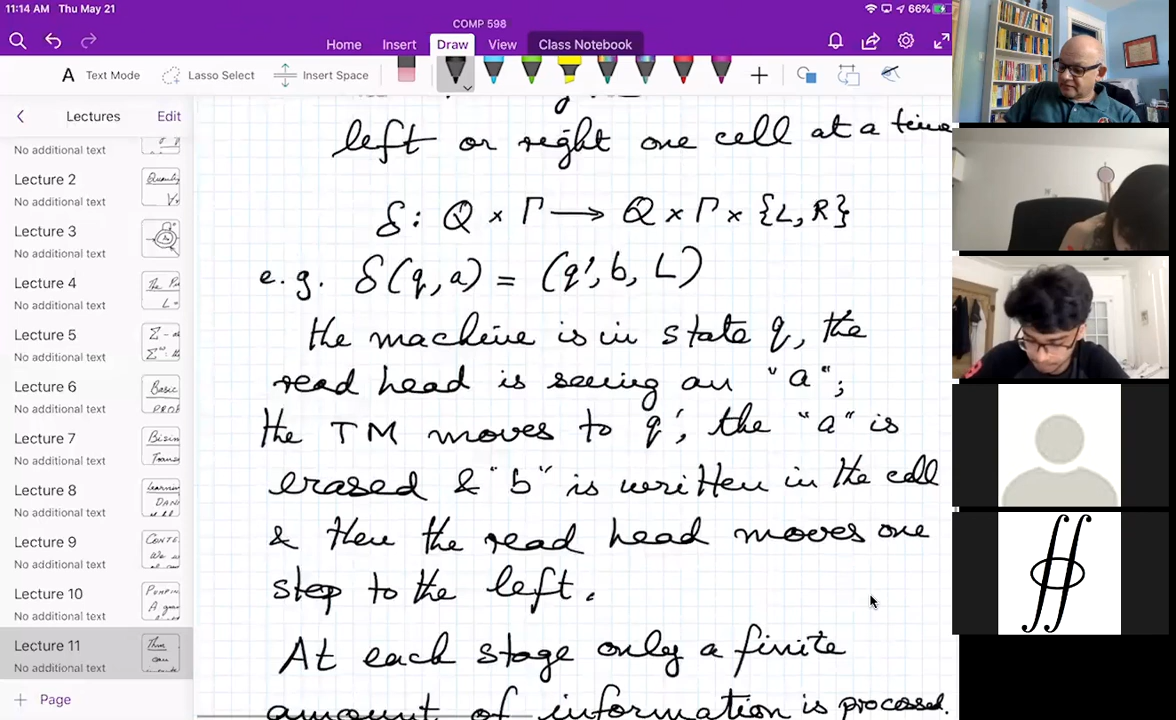 11:14 AM Thu May 21
66%
COMP 598
Home Insert Draw View Class Notebook
A Text Mode Lasso Select Insert Space
Lectures Edit
No additional text
Lecture 2
No additional text
Lecture 3
No additional text
Lecture 4
No additional text
Lecture 5
No additional text
Lecture 6
No additional text
Lecture 7
No additional text
Lecture 8
No additional text
Lecture 9
No additional text
Lecture 10
No additional text
Lecture 11
No additional text
+ Page
left or right one cell at a time
δ: Q × Γ → Q × Γ × {L, R}
e.g. δ(q, a) = (q', b, L)
the machine is in state q, the
read head is seeing an "a";
the TM moves to q', the "a" is
erased & "b" is written in the cell
& then the read head moves one
step to the left.
At each stage only a finite
amount of information is processed.
∯